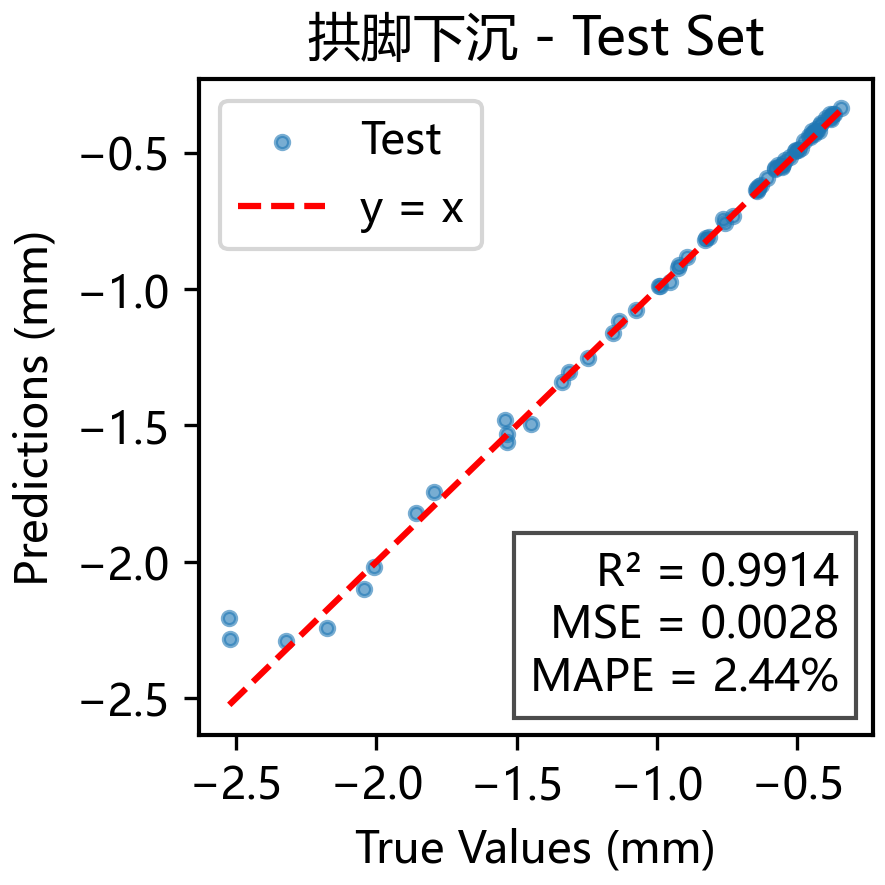 拱脚下沉 - Test Set
Test
y = x
Predictions (mm)
−0.5
−1.0
−1.5
−2.0
−2.5
R² = 0.9914
MSE = 0.0028
MAPE = 2.44%
−2.5 −2.0 −1.5 −1.0 −0.5
True Values (mm)